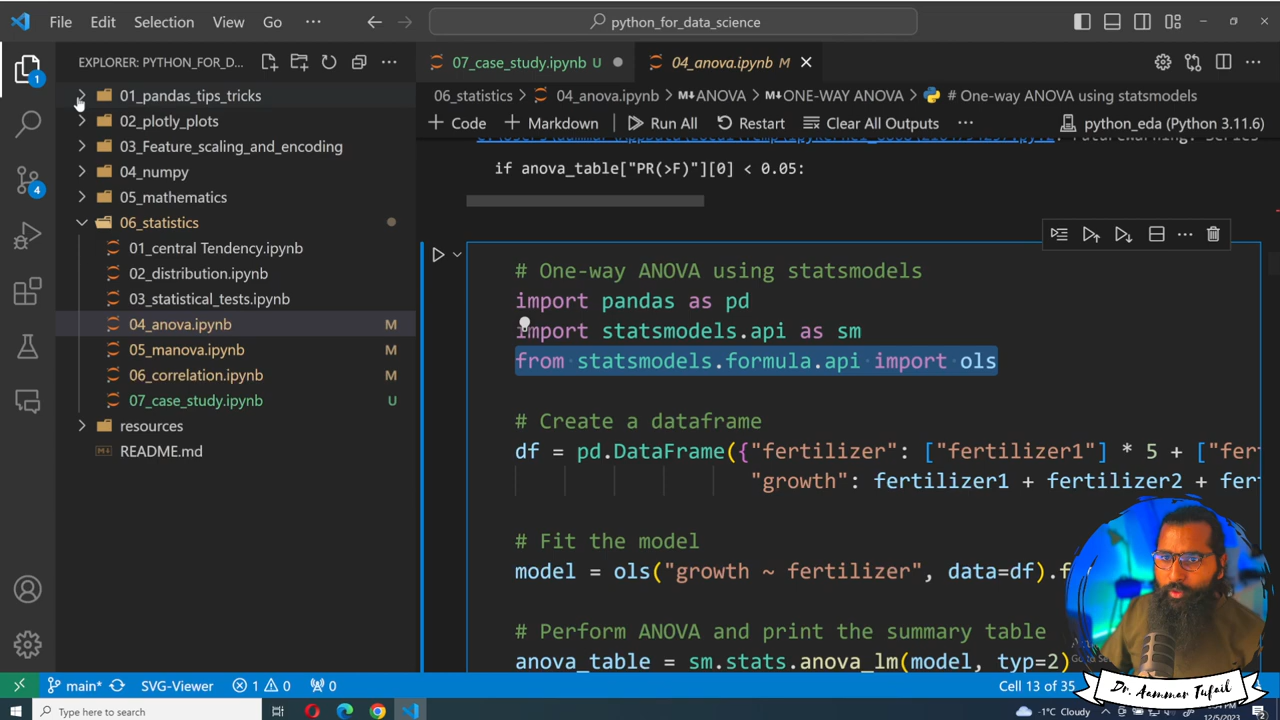 File Edit Selection View Go ··· python_for_data_science
EXPLORER: PYTHON_FOR_D...
01_pandas_tips_tricks
02_plotly_plots
03_Feature_scaling_and_encoding
04_numpy
05_mathematics
06_statistics
01_central Tendency.ipynb
02_distribution.ipynb
03_statistical_tests.ipynb
04_anova.ipynb M
05_manova.ipynb M
06_correlation.ipynb M
07_case_study.ipynb U
resources
README.md
1
4
07_case_study.ipynb U
04_anova.ipynb M
06_statistics > 04_anova.ipynb > M↓ANOVA > M↓ONE-WAY ANOVA > # One-way ANOVA using statsmodels
+ Code + Markdown Run All Restart Clear All Outputs ··· python_eda (Python 3.11.6)
if anova_table["PR(>F)"][0] < 0.05:
# One-way ANOVA using statsmodels
import pandas as pd
import statsmodels.api as sm
from statsmodels.formula.api import ols
# Create a dataframe
df = pd.DataFrame({"fertilizer": ["fertilizer1"] * 5 + ["fer
"growth": fertilizer1 + fertilizer2 + fer
# Fit the model
model = ols("growth ~ fertilizer", data=df).f
# Perform ANOVA and print the summary table
anova_table = sm.stats.anova_lm(model, typ=2)
Dr. Aammar Tufail
main* SVG-Viewer 1 0 0 Cell 13 of 35
Type here to search
-1°C Cloudy
12/5/2023